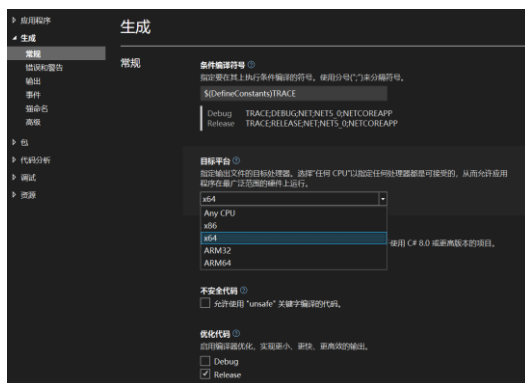 应用程序
生成
常规
错误和警告
输出
事件
强命名
高级
包
代码分析
调试
资源
生成
常规
条件编译符号
指定要在其上执行条件编译的符号。使用分号(";")来分隔符号。
$(DefineConstants)TRACE
Debug TRACE;DEBUG;NET;NET5_0;NETCOREAPP
Release TRACE;RELEASE;NET;NET5_0;NETCOREAPP
目标平台
指定输出文件的目标处理器。选择“任何 CPU”以指定任何处理器都是可接受的，从而允许应用
程序在最广泛范围的硬件上运行。
x64
Any CPU
x86
x64
ARM32
ARM64
使用 C# 8.0 或更高版本的项目。
不安全代码
允许使用 "unsafe" 关键字编译的代码。
优化代码
启用编译器优化，实现更小、更快、更高效的输出。
Debug
Release